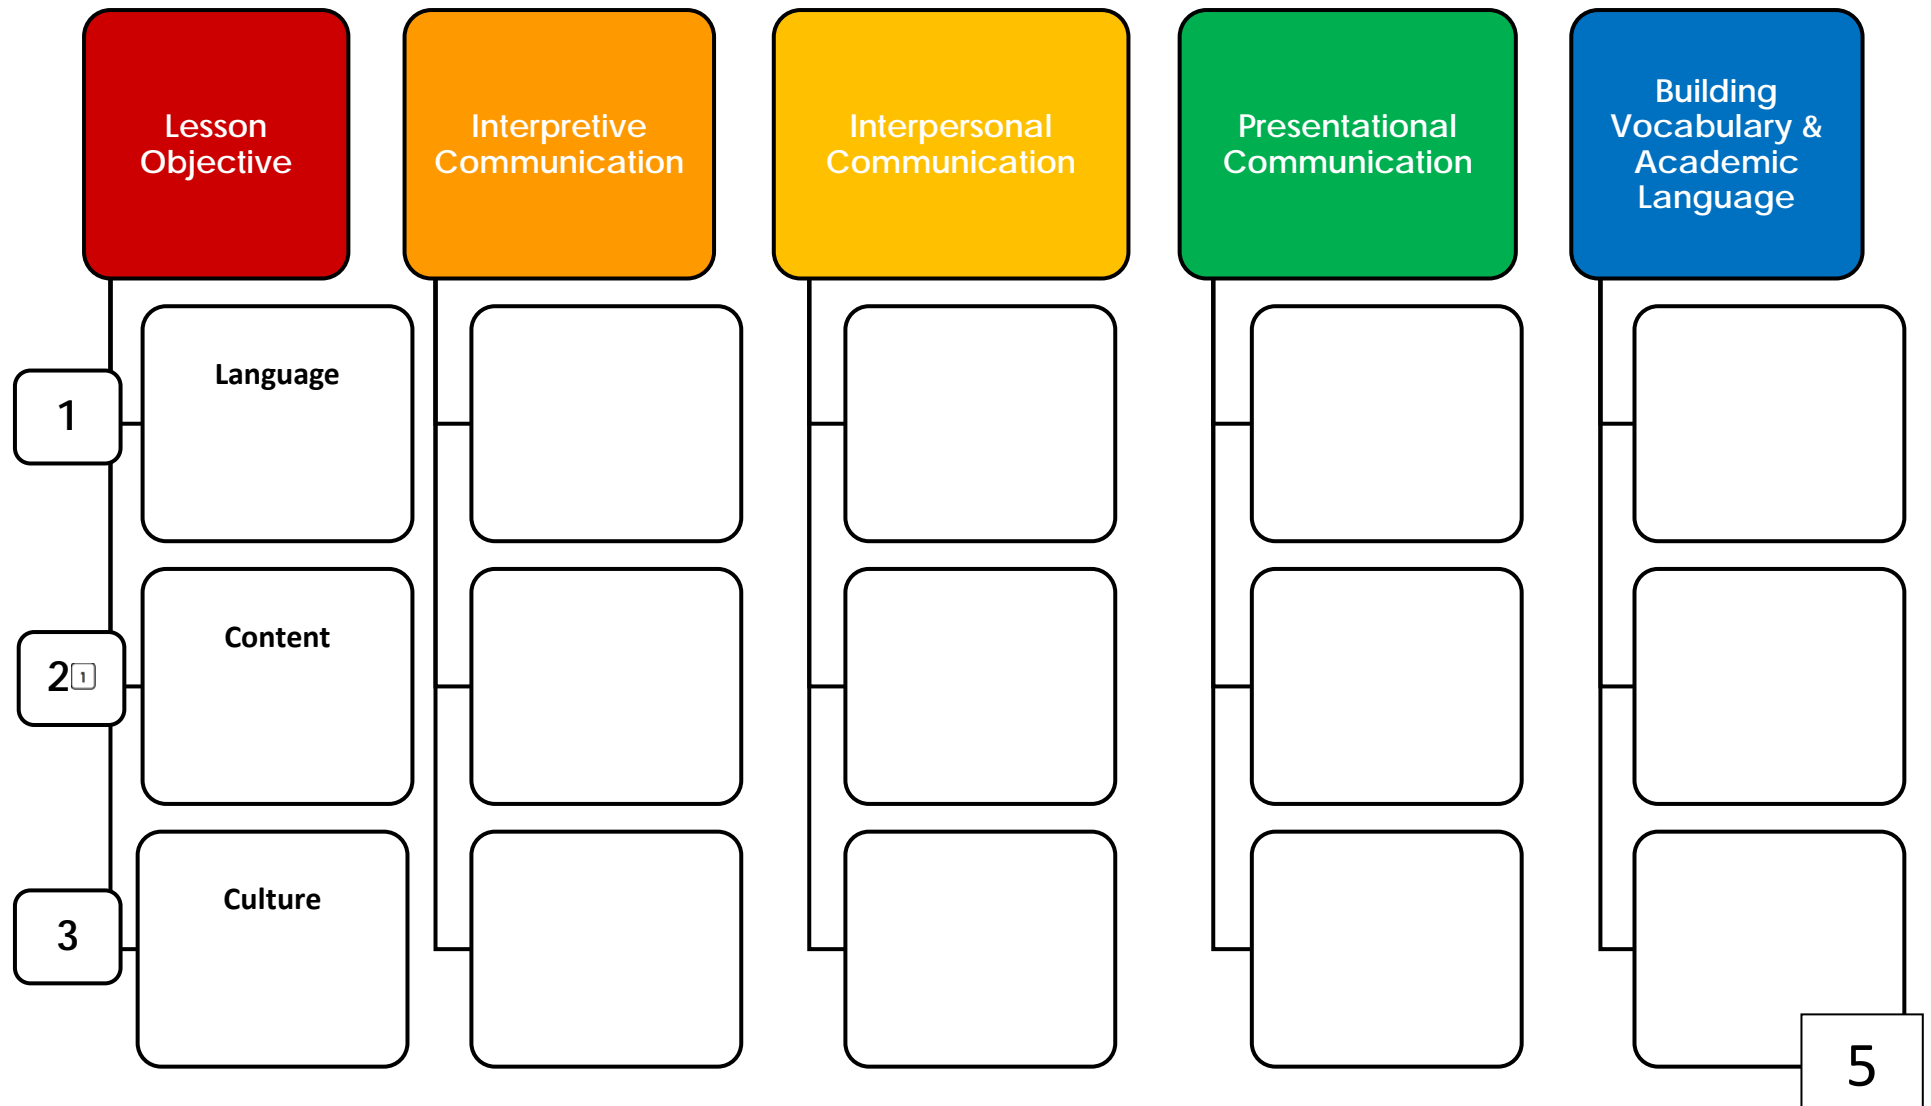 Lesson
Objective
Interpretive
Communication
Interpersonal
Communication
Presentational
Communication
Building
Vocabulary &
Academic
Language
1
Language
2 1
Content
3
Culture
5